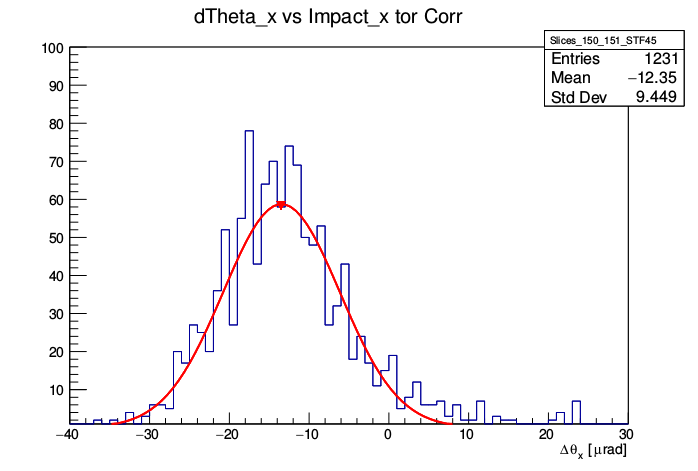 dTheta_x vs Impact_x tor Corr
Slices_150_151_STF45
Entries 1231
Mean −12.35
Std Dev 9.449
100
90
80
70
60
50
40
30
20
10
−40 −30 −20 −10 0 10 20 30
Δθx [μrad]